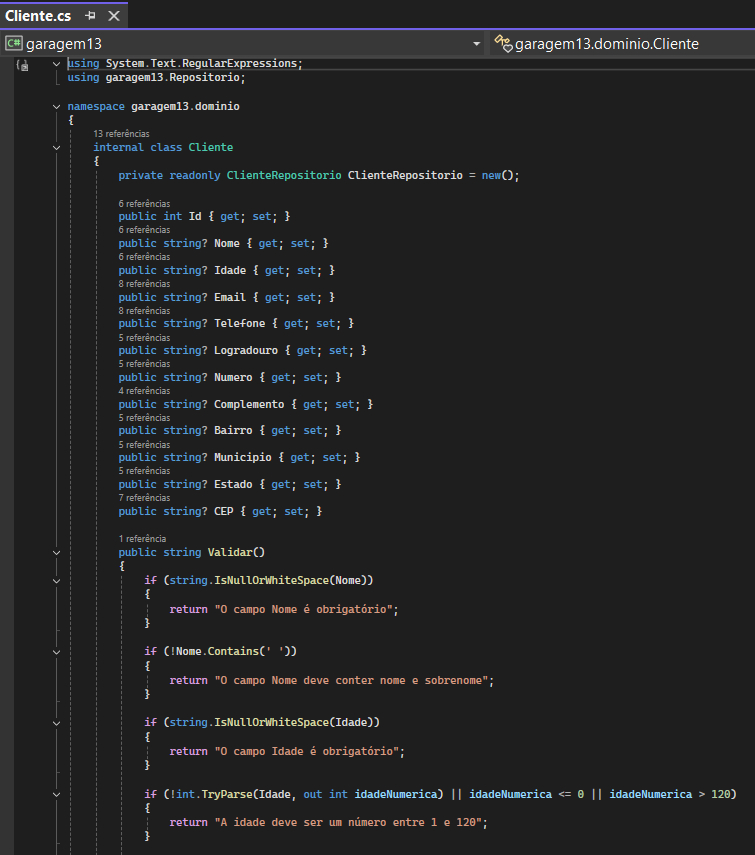 Cliente.cs
garagem13
garagem13.dominio.Cliente
using System.Text.RegularExpressions;
using garagem13.Repositorio;
namespace garagem13.dominio
{
13 referências
internal class Cliente
{
private readonly ClienteRepositorio ClienteRepositorio = new();
6 referências
public int Id { get; set; }
6 referências
public string? Nome { get; set; }
6 referências
public string? Idade { get; set; }
8 referências
public string? Email { get; set; }
8 referências
public string? Telefone { get; set; }
5 referências
public string? Logradouro { get; set; }
5 referências
public string? Numero { get; set; }
4 referências
public string? Complemento { get; set; }
5 referências
public string? Bairro { get; set; }
5 referências
public string? Municipio { get; set; }
5 referências
public string? Estado { get; set; }
7 referências
public string? CEP { get; set; }
1 referência
public string Validar()
{
if (string.IsNullOrWhiteSpace(Nome))
{
return "O campo Nome é obrigatório";
}
if (!Nome.Contains(' '))
{
return "O campo Nome deve conter nome e sobrenome";
}
if (string.IsNullOrWhiteSpace(Idade))
{
return "O campo Idade é obrigatório";
}
if (!int.TryParse(Idade, out int idadeNumerica) || idadeNumerica <= 0 || idadeNumerica > 120)
{
return "A idade deve ser um número entre 1 e 120";
}